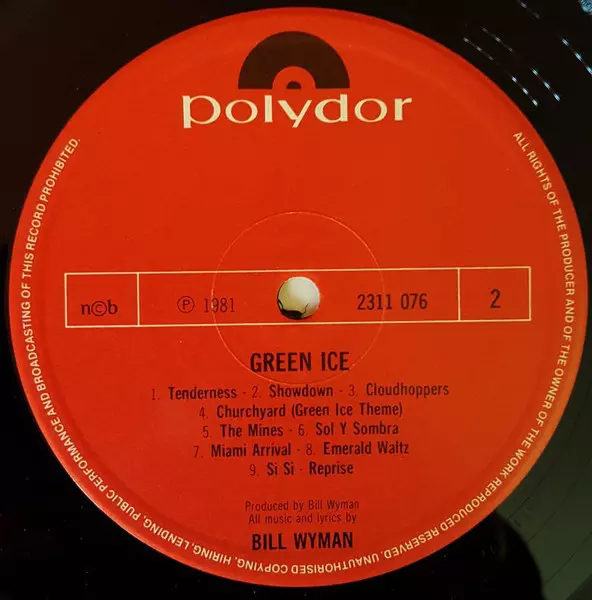 polydor
n©b
℗ 1981
2311 076
2
GREEN ICE
1. Tenderness - 2. Showdown - 3. Cloudhoppers
4. Churchyard (Green Ice Theme)
5. The Mines - 6. Sol Y Sombra
7. Miami Arrival - 8. Emerald Waltz
9. Si Si - Reprise
Produced by Bill Wyman
All music and lyrics by
BILL WYMAN
ALL RIGHTS OF THE PRODUCER AND OF THE OWNER OF THE WORK REPRODUCED RESERVED. UNAUTHORISED COPYING, HIRING, LENDING, PUBLIC PERFORMANCE AND BROADCASTING OF THIS RECORD PROHIBITED.